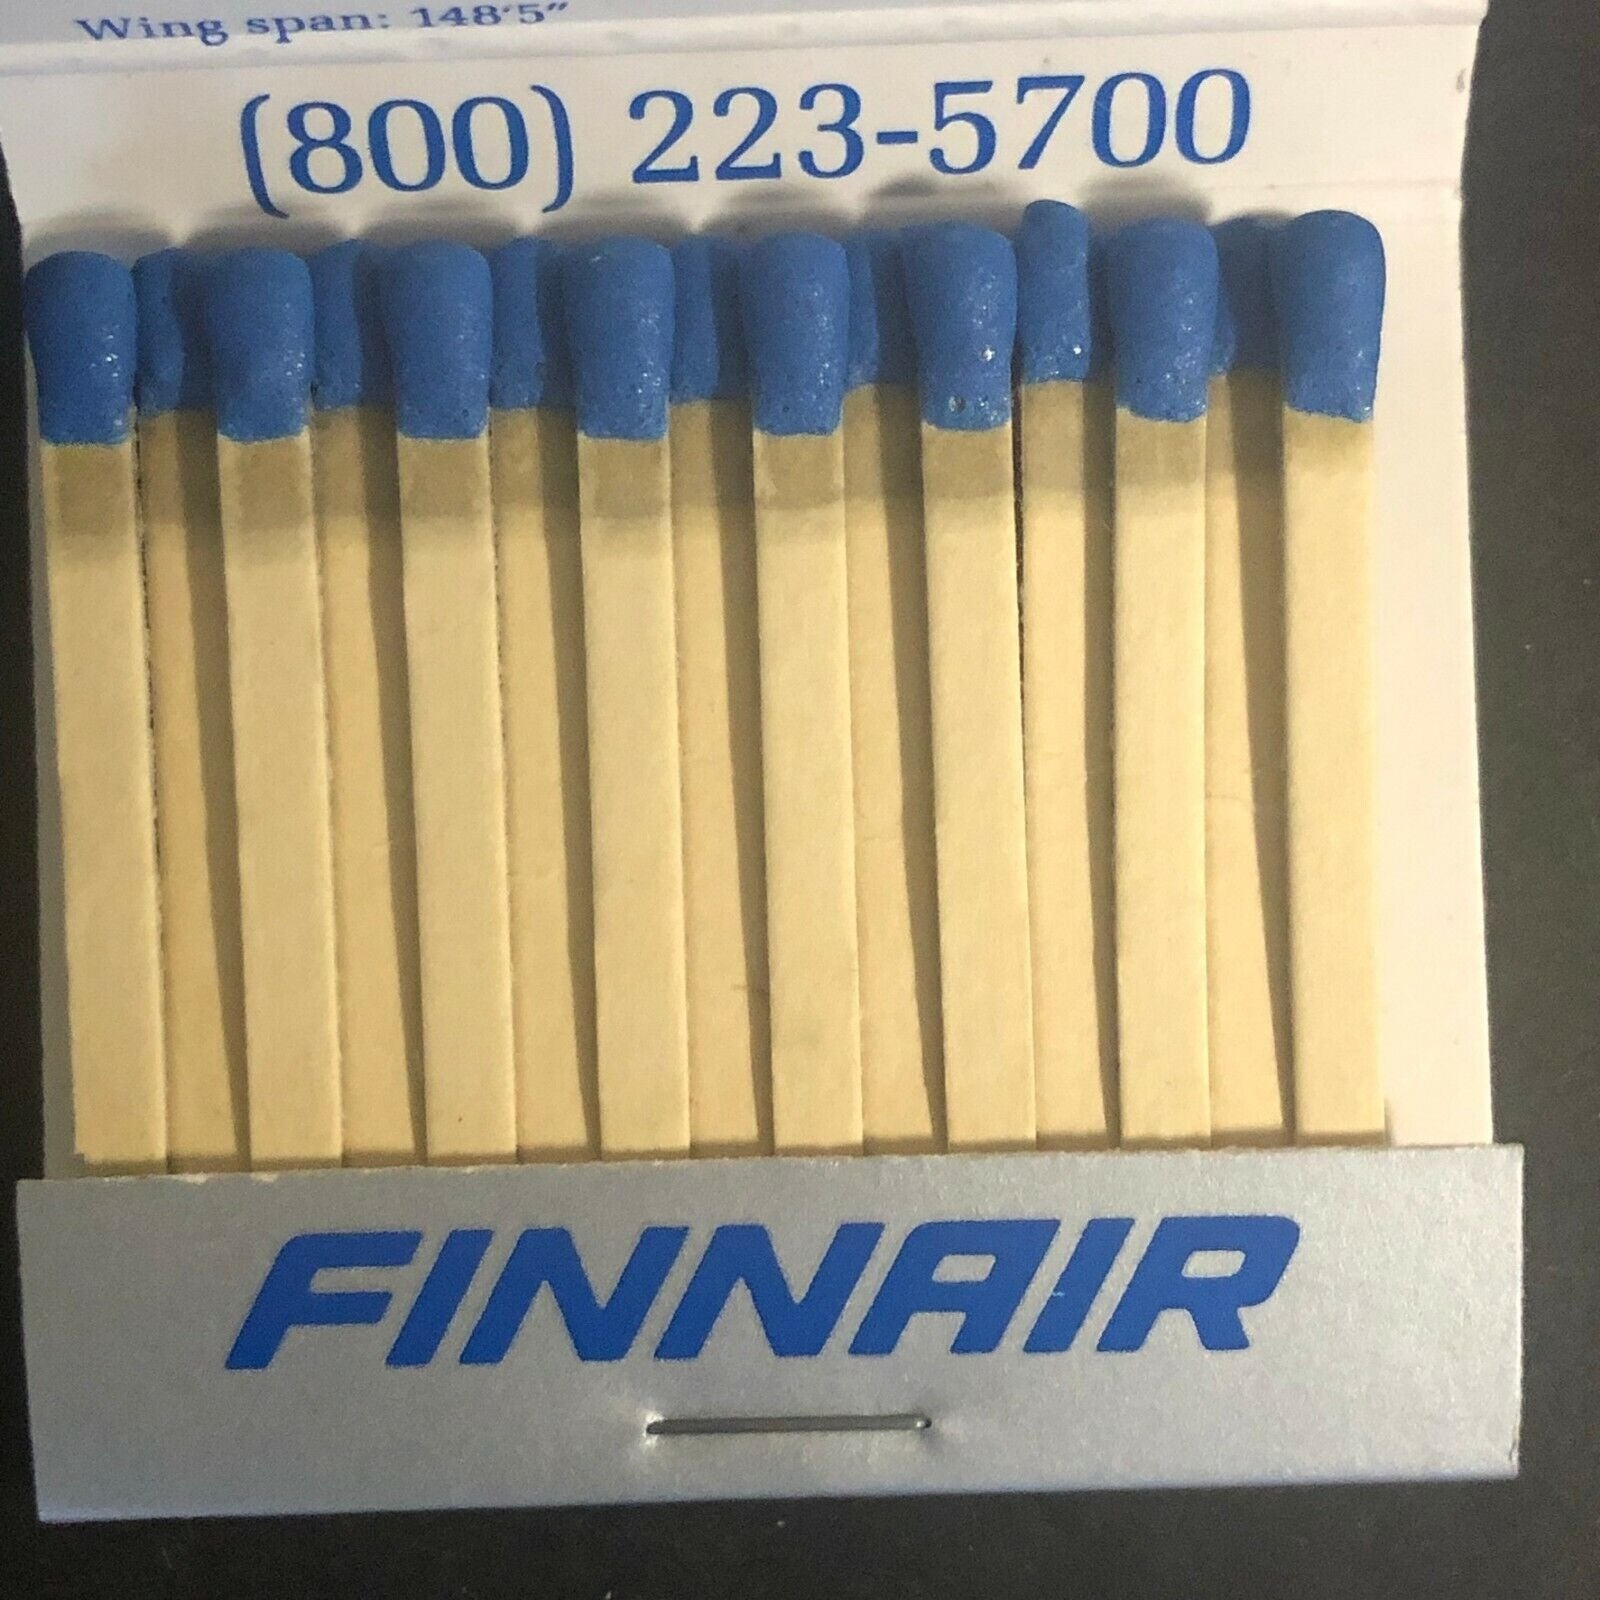 Wing span: 148'5"
(800) 223-5700
FINNAIR